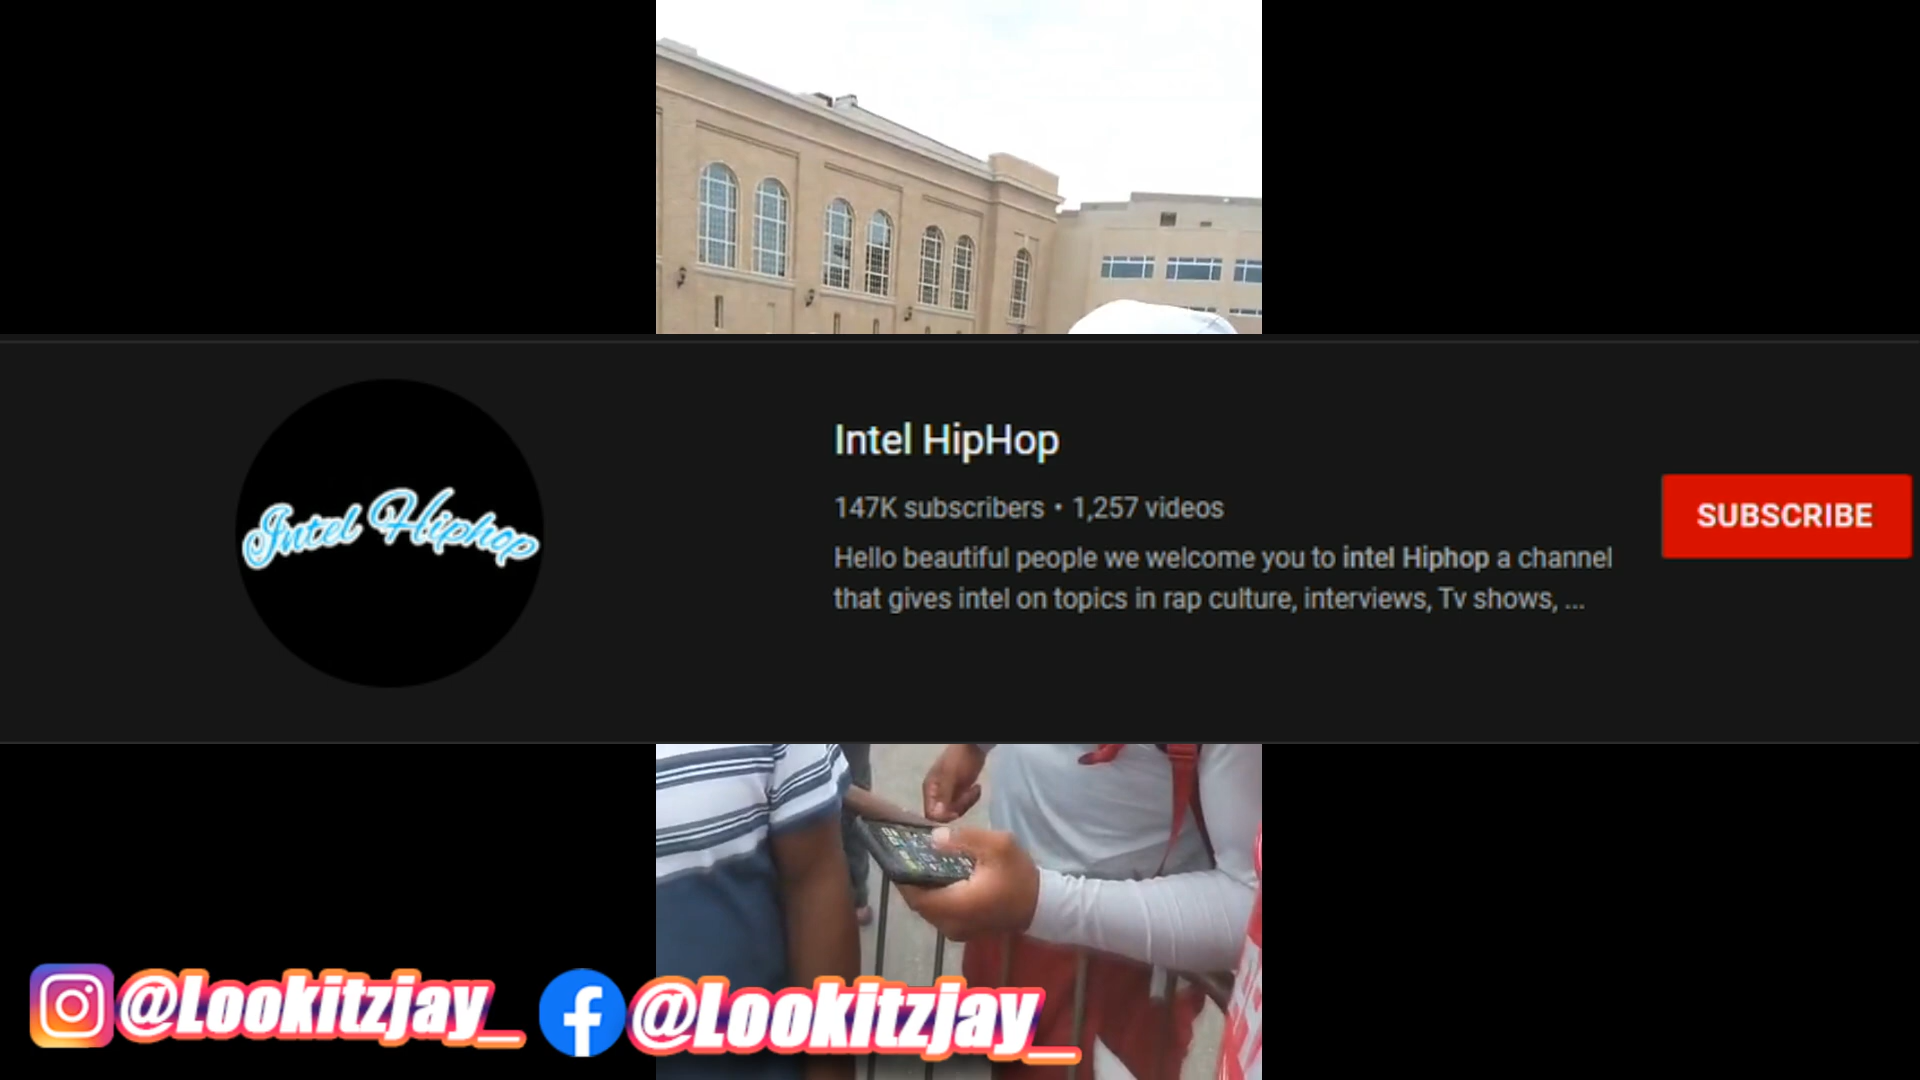 Intel Hiphop
Intel HipHop
147K subscribers • 1,257 videos
Hello beautiful people we welcome you to intel Hiphop a channel
that gives intel on topics in rap culture, interviews, Tv shows, ...
SUBSCRIBE
@Lookitzjay_ @Lookitzjay_